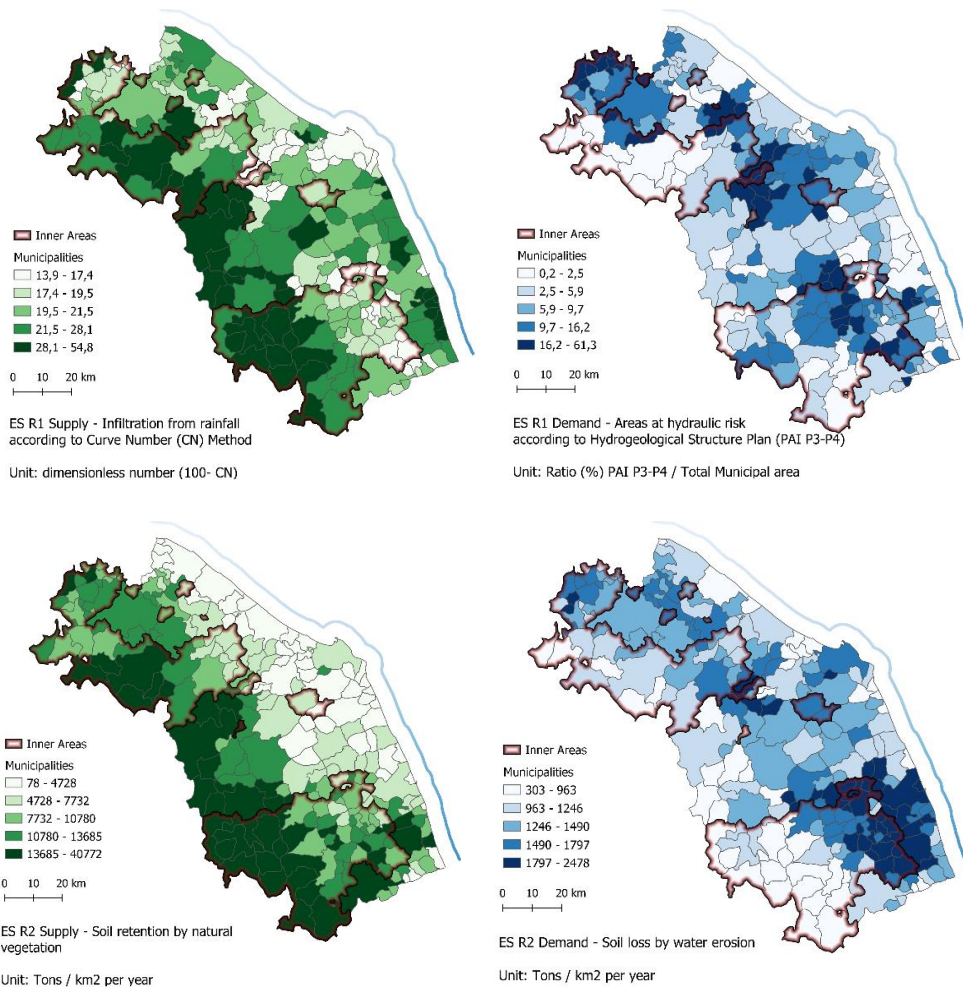 Inner Areas
Municipalities
13,9 - 17,4
17,4 - 19,5
19,5 - 21,5
21,5 - 28,1
28,1 - 54,8
0 10 20 km
ES R1 Supply - Infiltration from rainfall
according to Curve Number (CN) Method
Unit: dimensionless number (100- CN)
Inner Areas
Municipalities
0,2 - 2,5
2,5 - 5,9
5,9 - 9,7
9,7 - 16,2
16,2 - 61,3
0 10 20 km
ES R1 Demand - Areas at hydraulic risk
according to Hydrogeological Structure Plan (PAI P3-P4)
Unit: Ratio (%) PAI P3-P4 / Total Municipal area
Inner Areas
Municipalities
78 - 4728
4728 - 7732
7732 - 10780
10780 - 13685
13685 - 40772
0 10 20 km
ES R2 Supply - Soil retention by natural
vegetation
Unit: Tons / km2 per year
Inner Areas
Municipalities
303 - 963
963 - 1246
1246 - 1490
1490 - 1797
1797 - 2478
0 10 20 km
ES R2 Demand - Soil loss by water erosion
Unit: Tons / km2 per year